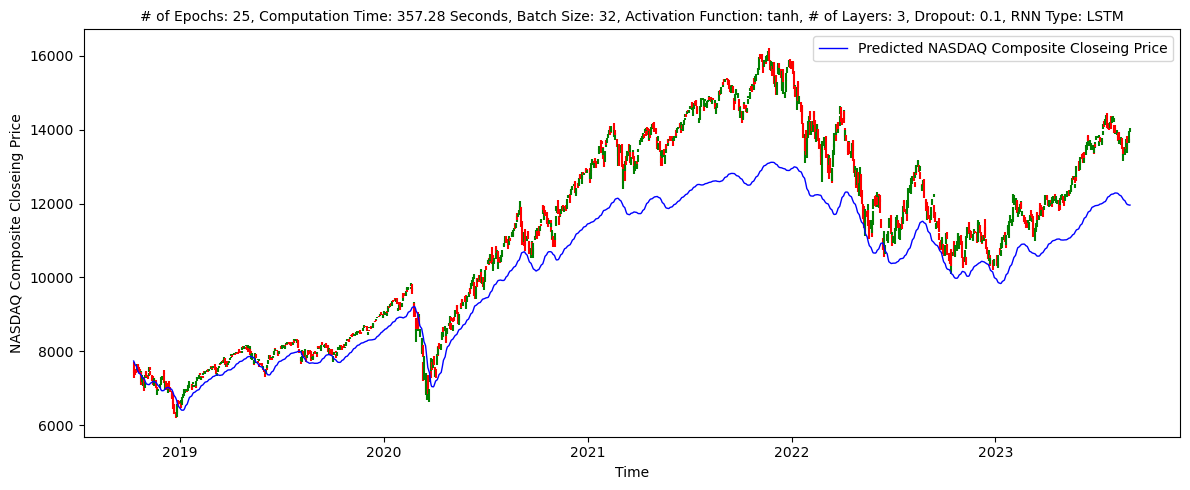 # of Epochs: 25, Computation Time: 357.28 Seconds, Batch Size: 32, Activation Function: tanh, # of Layers: 3, Dropout: 0.1, RNN Type: LSTM
Predicted NASDAQ Composite Closeing Price
NASDAQ Composite Closeing Price
16000
14000
12000
10000
8000
6000
2019 2020 2021 2022 2023
Time